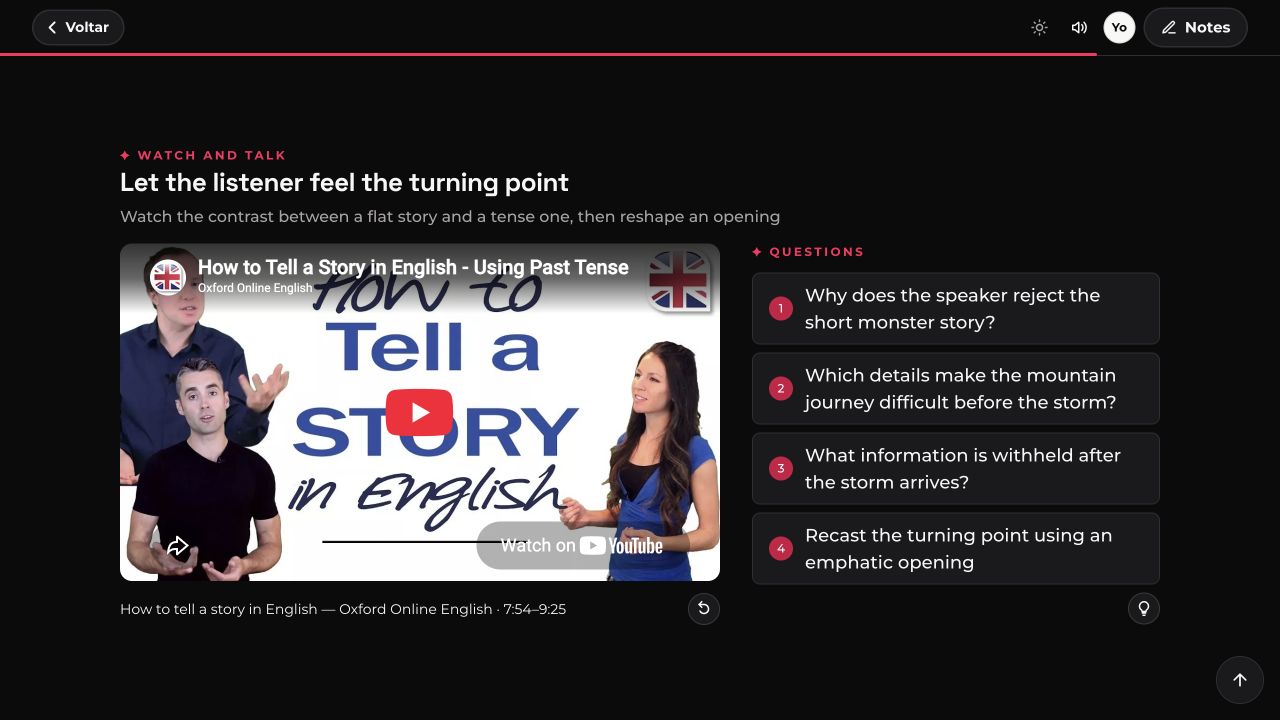 Voltar
Yo
Notes
WATCH AND TALK
Let the listener feel the turning point
Watch the contrast between a flat story and a tense one, then reshape an opening
How to Tell a Story in English - Using Past Tense
Oxford Online English
How to
Tell a
STORY
in English
Watch on YouTube
How to tell a story in English — Oxford Online English · 7:54–9:25
QUESTIONS
1
Why does the speaker reject the
short monster story?
2
Which details make the mountain
journey difficult before the storm?
3
What information is withheld after
the storm arrives?
4
Recast the turning point using an
emphatic opening